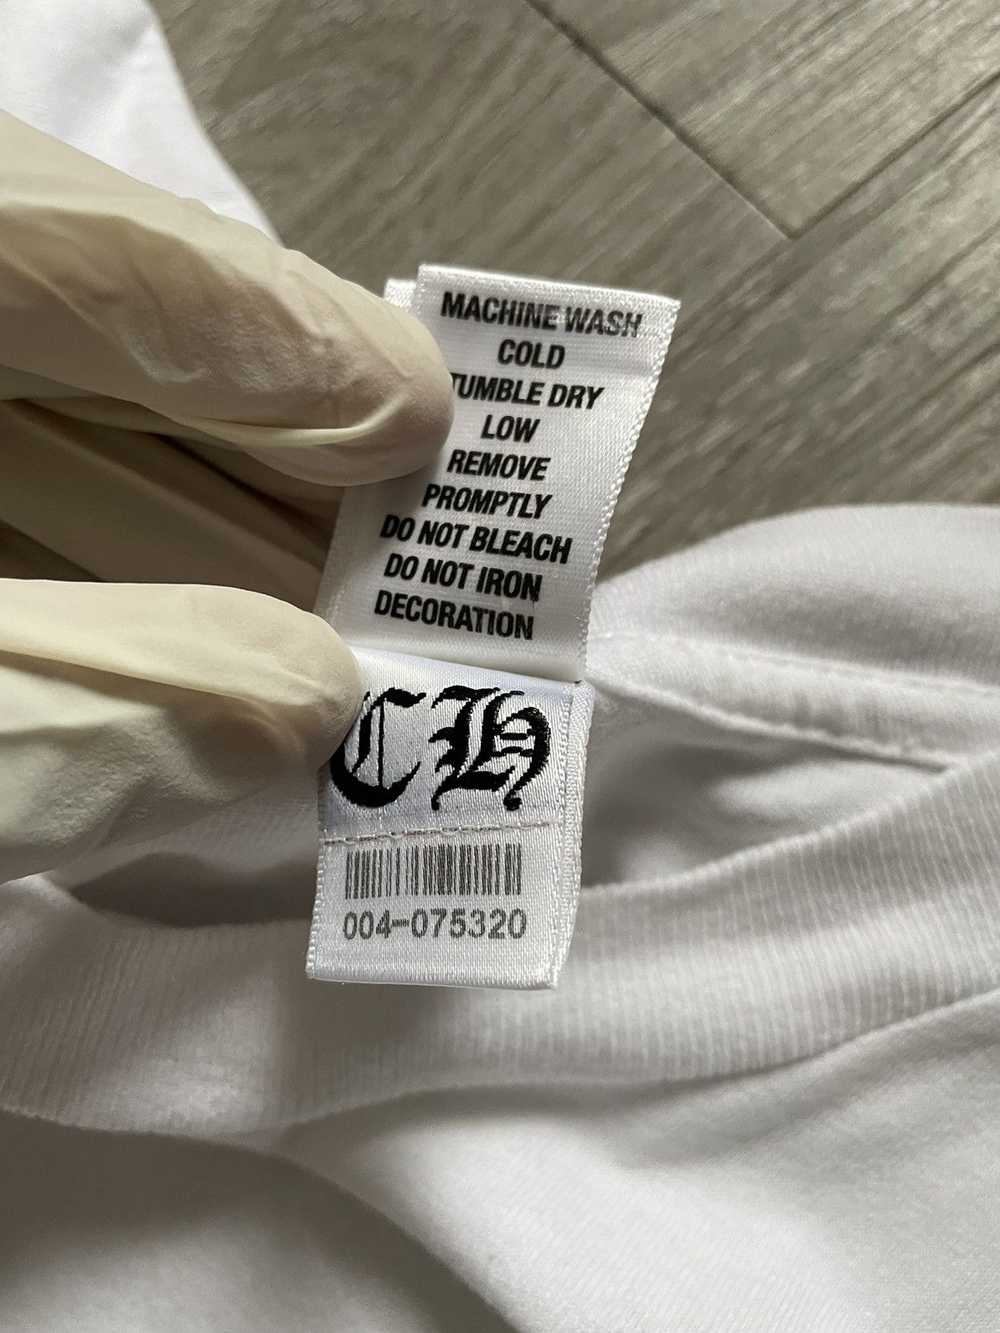 MACHINE WASH
COLD
TUMBLE DRY
LOW
REMOVE
PROMPTLY
DO NOT BLEACH
DO NOT IRON
DECORATION
CH
004-075320